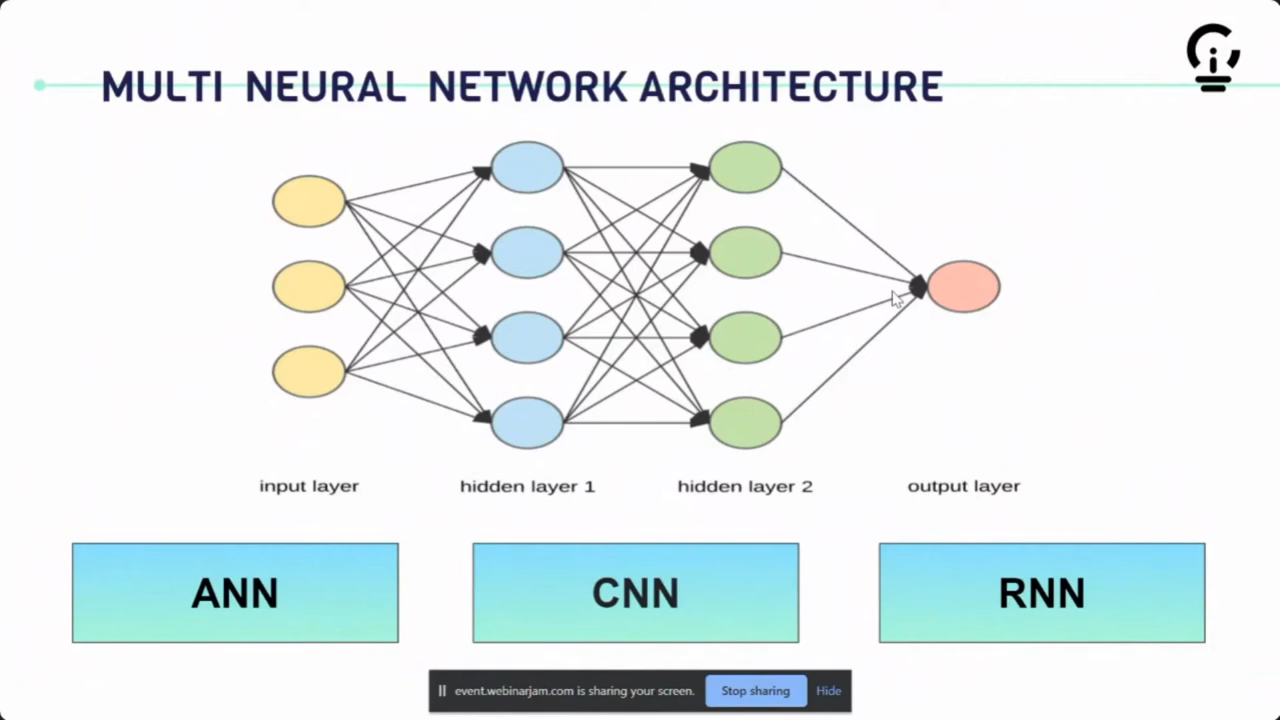 MULTI NEURAL NETWORK ARCHITECTURE
input layer
hidden layer 1
hidden layer 2
output layer
ANN
CNN
RNN
event.webinarjam.com is sharing your screen.
Stop sharing
Hide